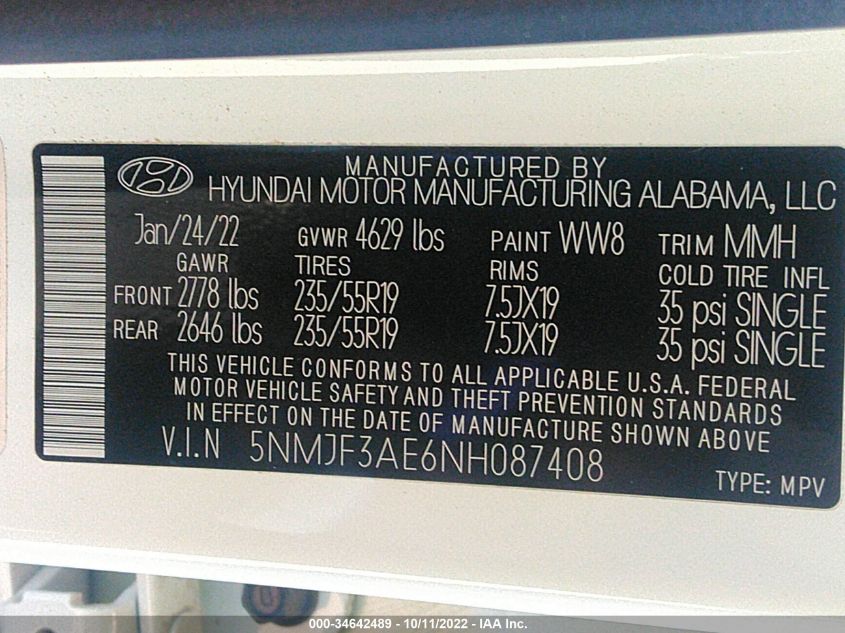 MANUFACTURED BY
HYUNDAI MOTOR MANUFACTURING ALABAMA, LLC
Jan/24/22 GVWR 4629 lbs PAINT WW8 TRIM MMH
GAWR TIRES RIMS COLD TIRE INFL
FRONT 2778 lbs 235/55R19 7.5JX19 35 psi SINGLE
REAR 2646 lbs 235/55R19 7.5JX19 35 psi SINGLE
THIS VEHICLE CONFORMS TO ALL APPLICABLE U.S.A. FEDERAL
MOTOR VEHICLE SAFETY AND THEFT PREVENTION STANDARDS
IN EFFECT ON THE DATE OF MANUFACTURE SHOWN ABOVE.
V.I.N 5NMJF3AE6NH087408
TYPE: MPV
000-34642489 - 10/11/2022 - IAA Inc.